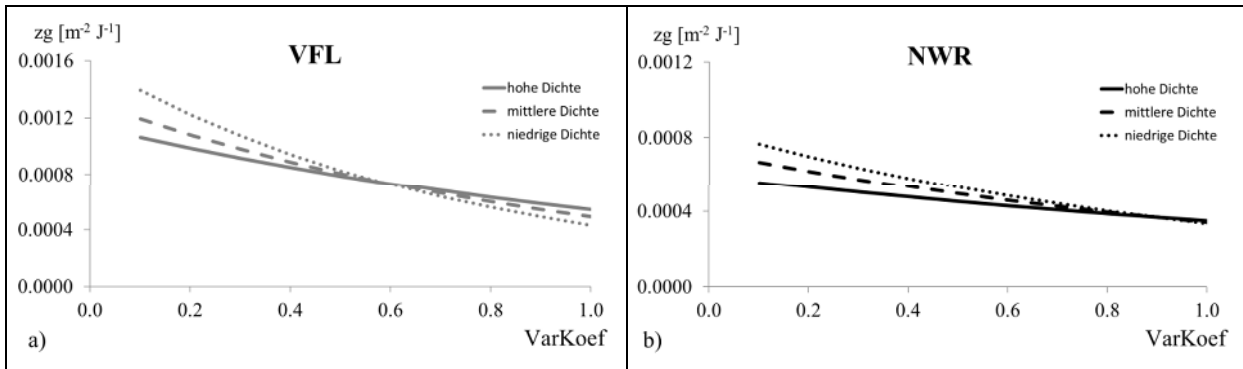 zg [m⁻² J⁻¹]
VFL
0.0016
0.0012
0.0008
0.0004
0.0000
hohe Dichte
mittlere Dichte
niedrige Dichte
0.0 0.2 0.4 0.6 0.8 1.0
VarKoef
a)
zg [m⁻² J⁻¹]
NWR
0.0012
0.0008
0.0004
0.0000
hohe Dichte
mittlere Dichte
niedrige Dichte
0.0 0.2 0.4 0.6 0.8 1.0
VarKoef
b)